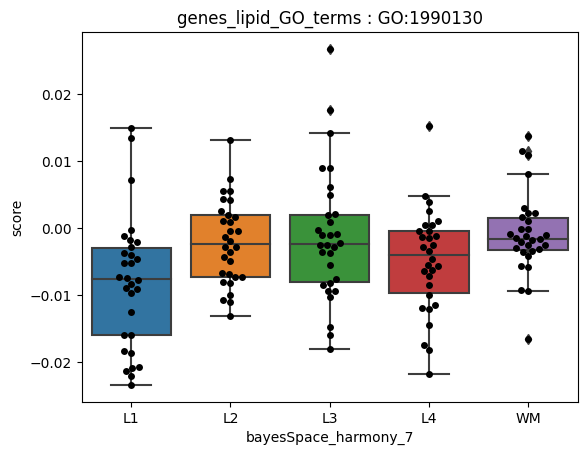 genes_lipid_GO_terms : GO:1990130
score
0.02
0.01
0.00
−0.01
−0.02
L1 L2 L3 L4 WM
bayesSpace_harmony_7